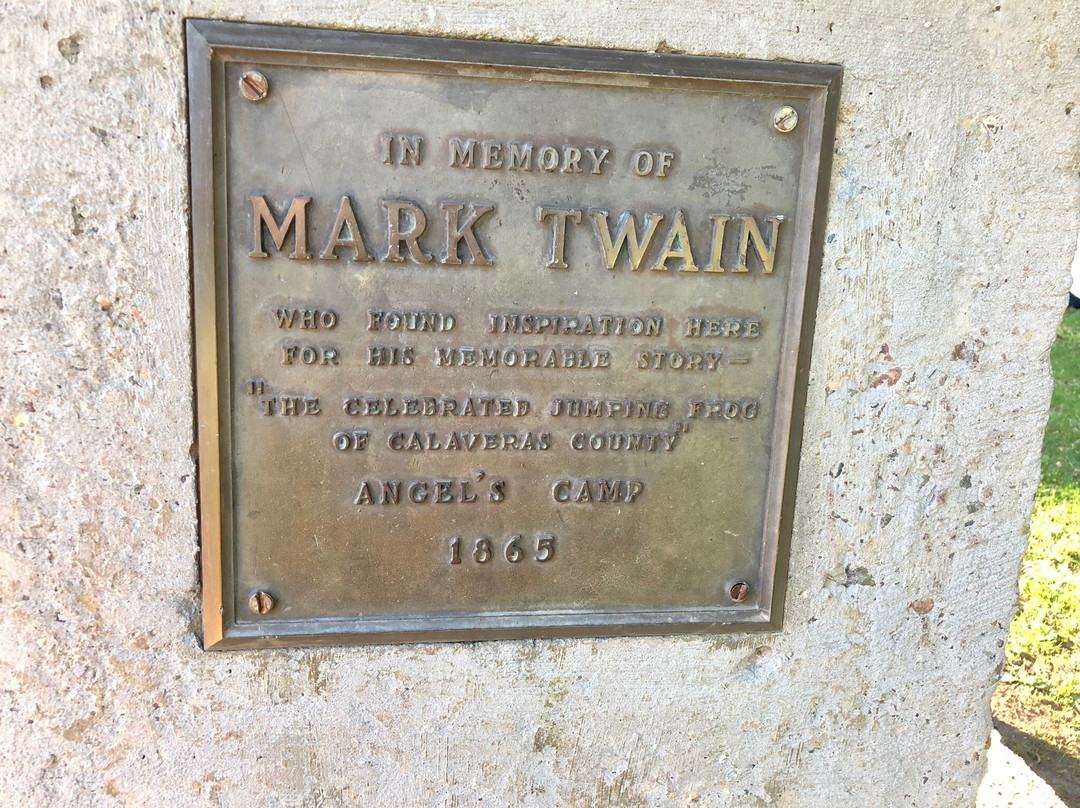 IN MEMORY OF
MARK TWAIN
WHO FOUND INSPIRATION HERE
FOR HIS MEMORABLE STORY—
"THE CELEBRATED JUMPING FROG
OF CALAVERAS COUNTY"
ANGEL'S CAMP
1865